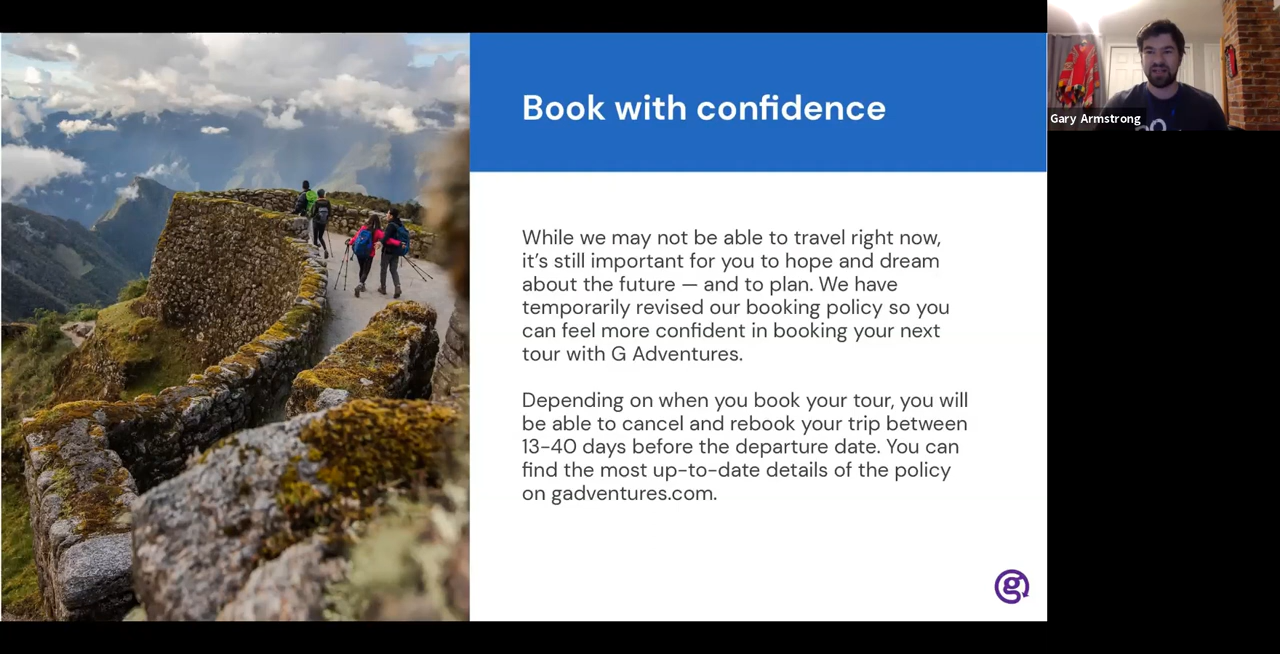 Book with confidence
While we may not be able to travel right now,
it’s still important for you to hope and dream
about the future — and to plan. We have
temporarily revised our booking policy so you
can feel more confident in booking your next
tour with G Adventures.
Depending on when you book your tour, you will
be able to cancel and rebook your trip between
13-40 days before the departure date. You can
find the most up-to-date details of the policy
on gadventures.com.
g
Gary Armstrong